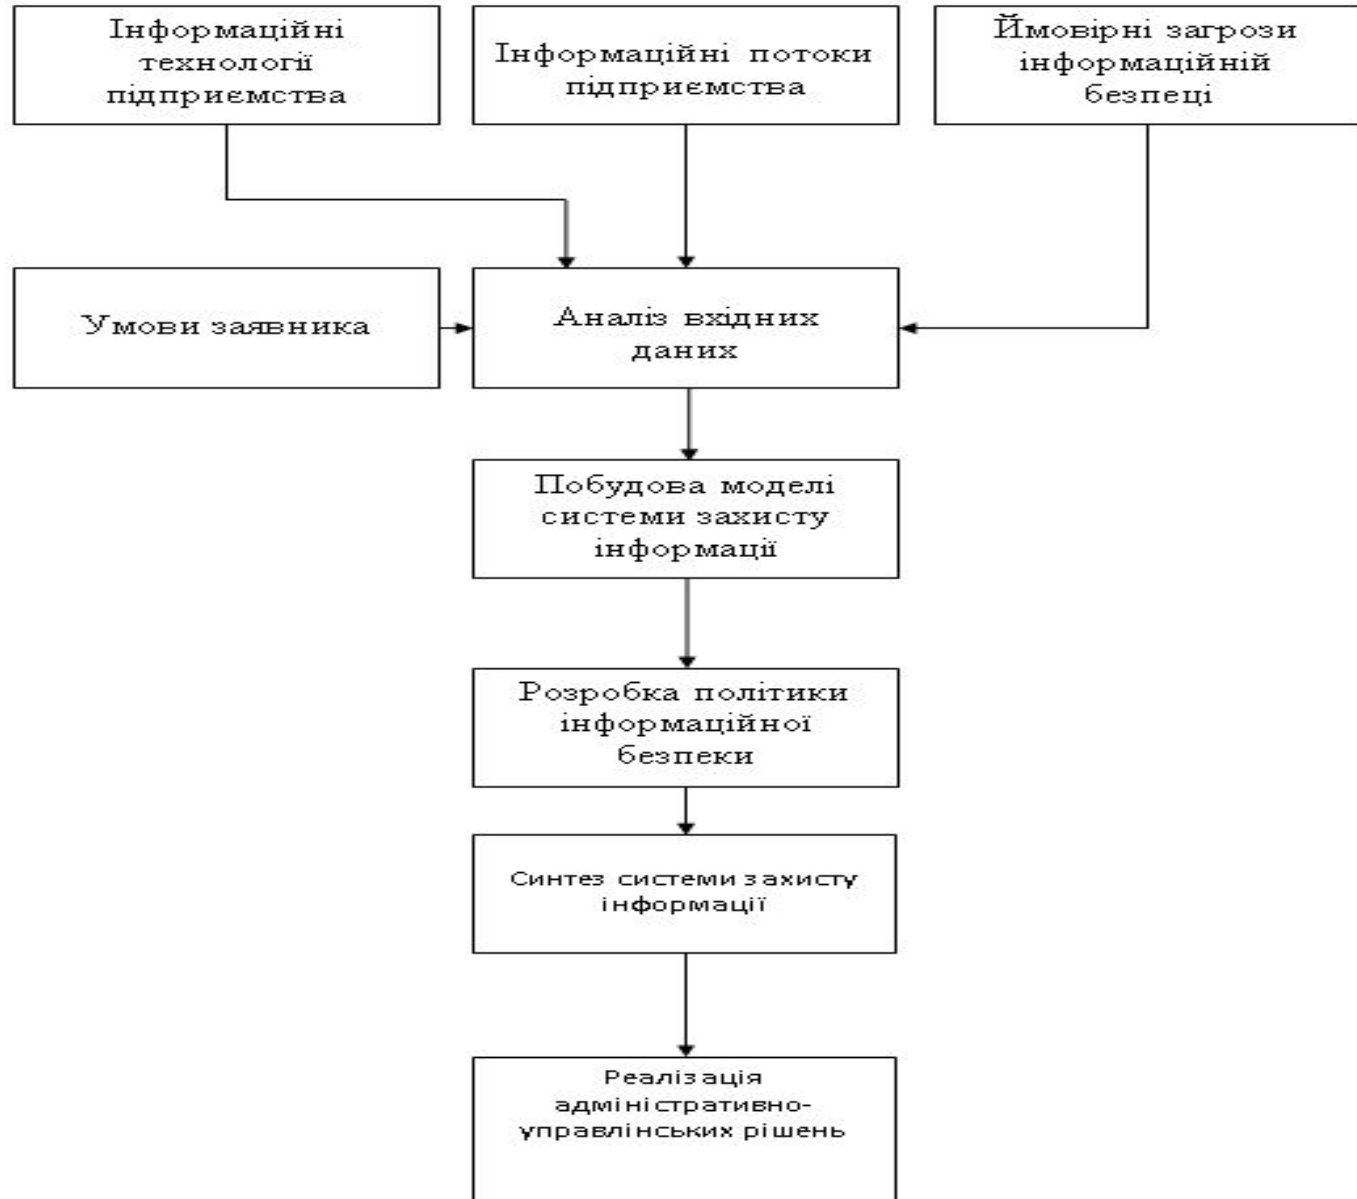 Інформаційні
технології
підприємства
Інформаційні потоки
підприємства
Ймовірні загрози
інформаційній
безпеці
Умови заявника
Аналіз вхідних
даних
Побудова моделі
системи захисту
інформації
Розробка політики
інформаційної
безпеки
Синтез системи захисту
інформації
Реалізація
адміністративно-
управлінських рішень